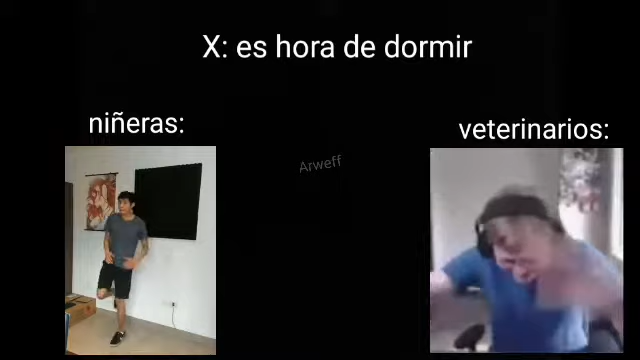 X: es hora de dormir
niñeras:
veterinarios:
Arweff